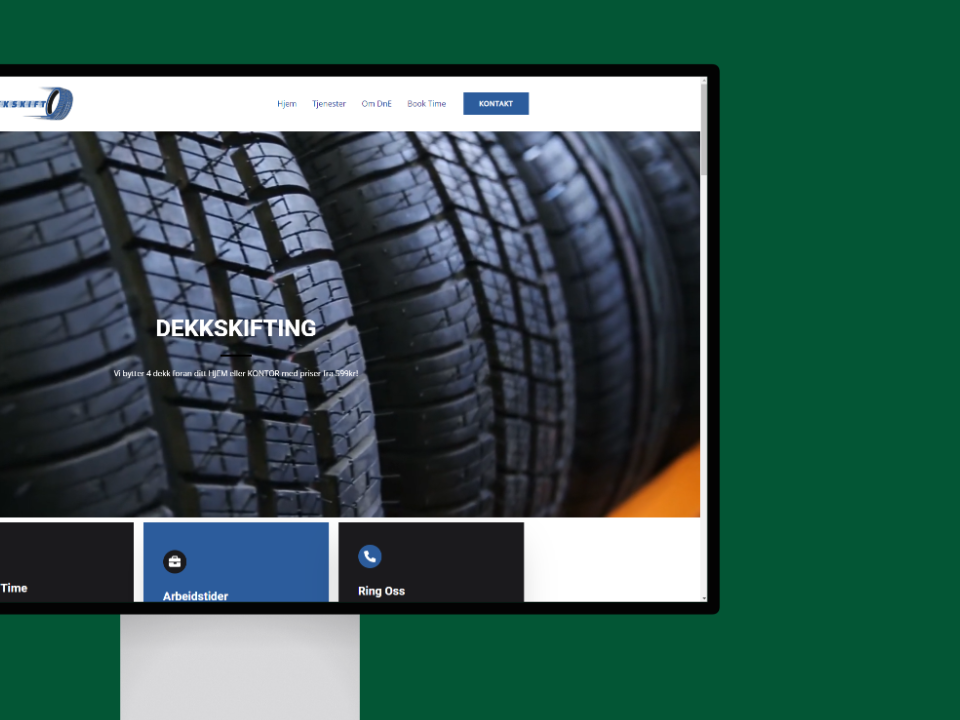 KSKIFT
Hjem Tjenester Om DnE Book Time KONTAKT
DEKKSKIFTING
Vi bytter 4 dekk foran ditt HJEM eller KONTOR med priser fra 599kr!
Time
Arbeidstider
Ring Oss